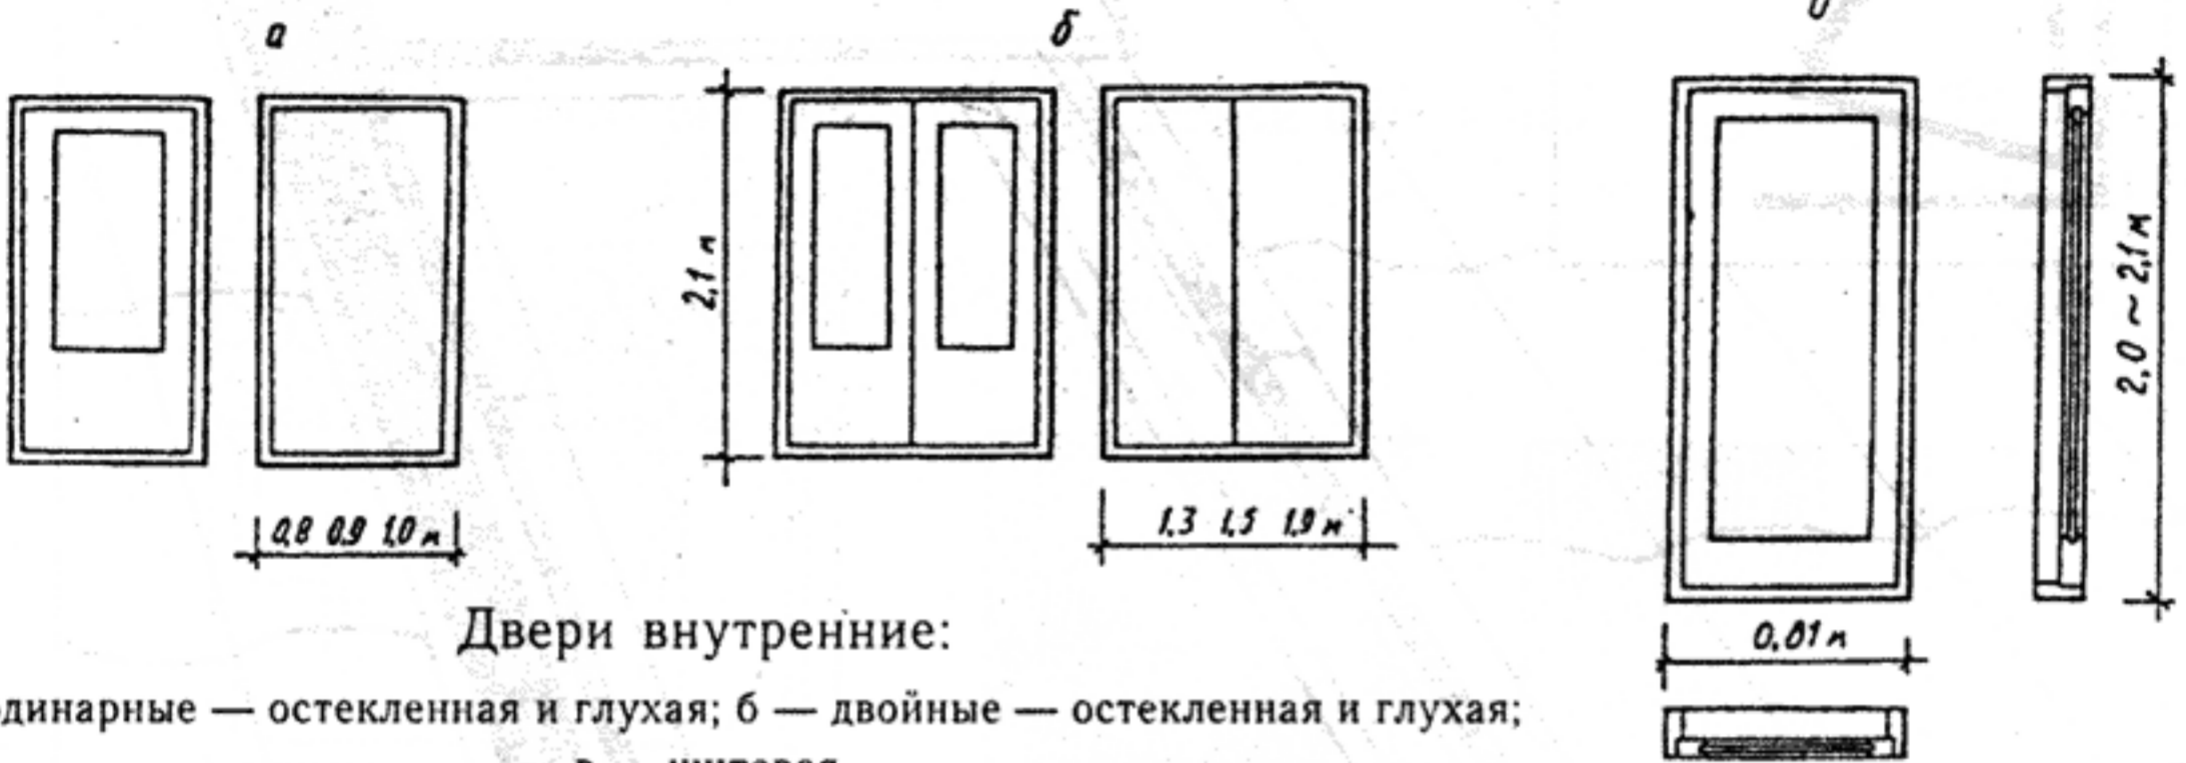 а б
2,1 м
2,0 ~ 2,1 м
0,8 0,9 1,0 м
1,3 1,5 1,9 м
0,81 м
Двери внутренние:
динарные — остекленная и глухая; б — двойные — остекленная и глухая;